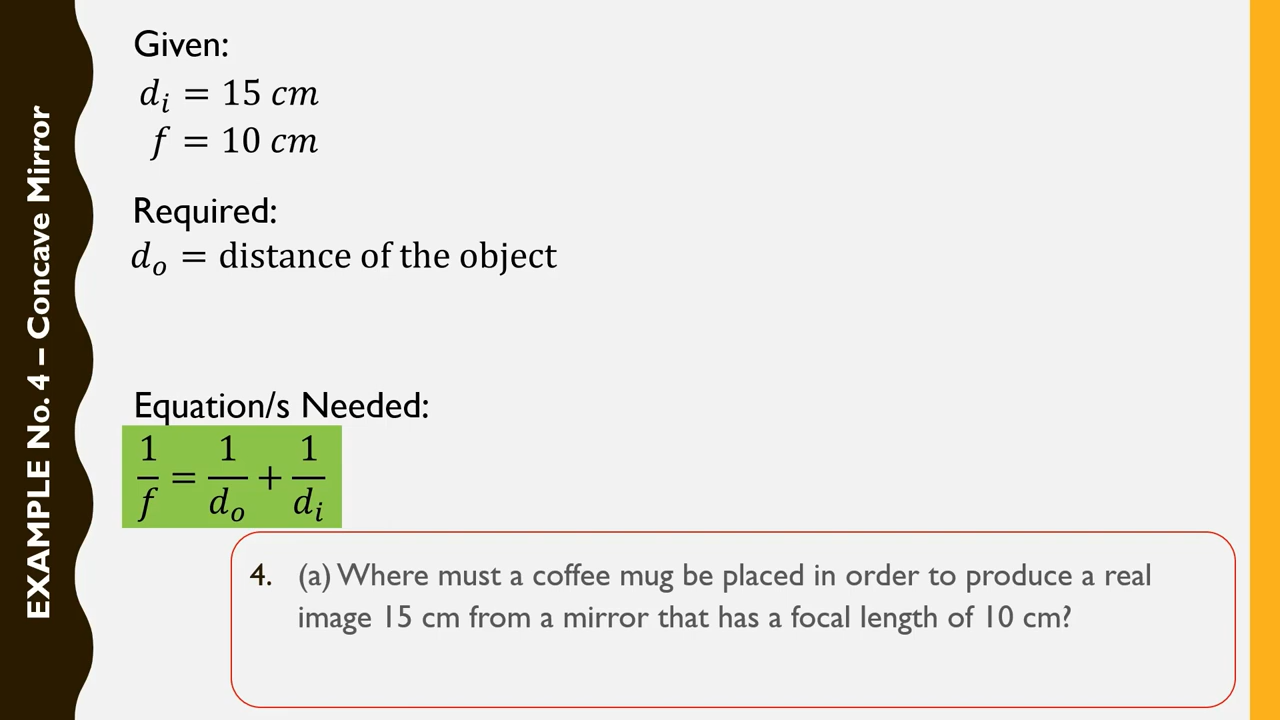 EXAMPLE No. 4 – Concave Mirror
Given:
d_i = 15 cm
f = 10 cm
Required:
d_o = distance of the object
Equation/s Needed:
1/f = 1/d_o + 1/d_i
4. (a) Where must a coffee mug be placed in order to produce a real
image 15 cm from a mirror that has a focal length of 10 cm?